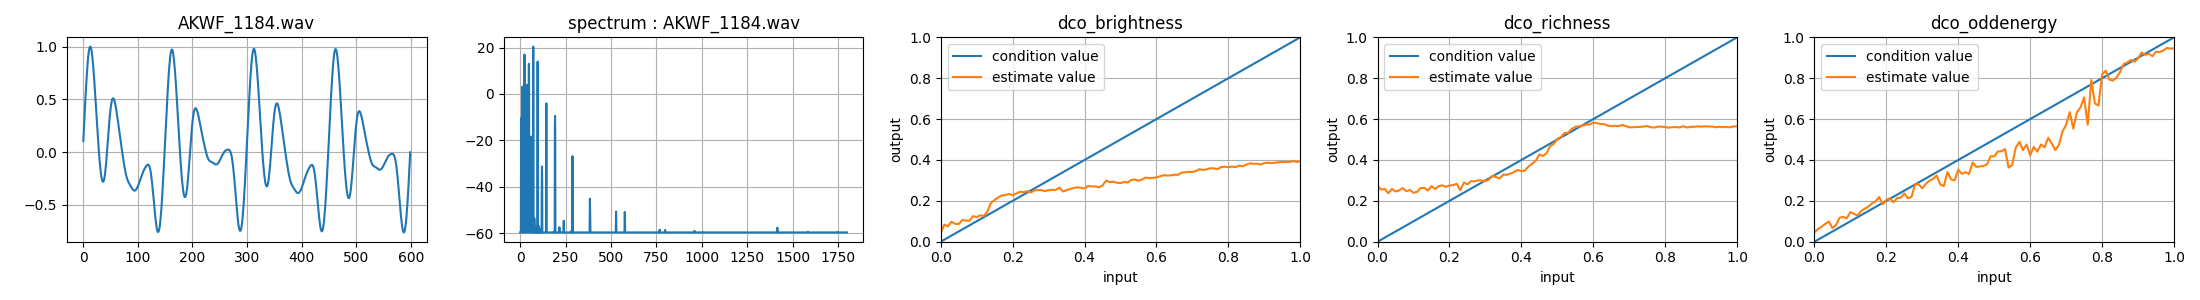 AKWF_1184.wav
1.0
0.5
0.0
−0.5
0 100 200 300 400 500 600
spectrum : AKWF_1184.wav
20
0
−20
−40
−60
0 250 500 750 1000 1250 1500 1750
dco_brightness
condition value
estimate value
output
1.0
0.8
0.6
0.4
0.2
0.0
0.0 0.2 0.4 0.6 0.8 1.0
input
dco_richness
condition value
estimate value
output
1.0
0.8
0.6
0.4
0.2
0.0
0.0 0.2 0.4 0.6 0.8 1.0
input
dco_oddenergy
condition value
estimate value
output
1.0
0.8
0.6
0.4
0.2
0.0
0.0 0.2 0.4 0.6 0.8 1.0
input